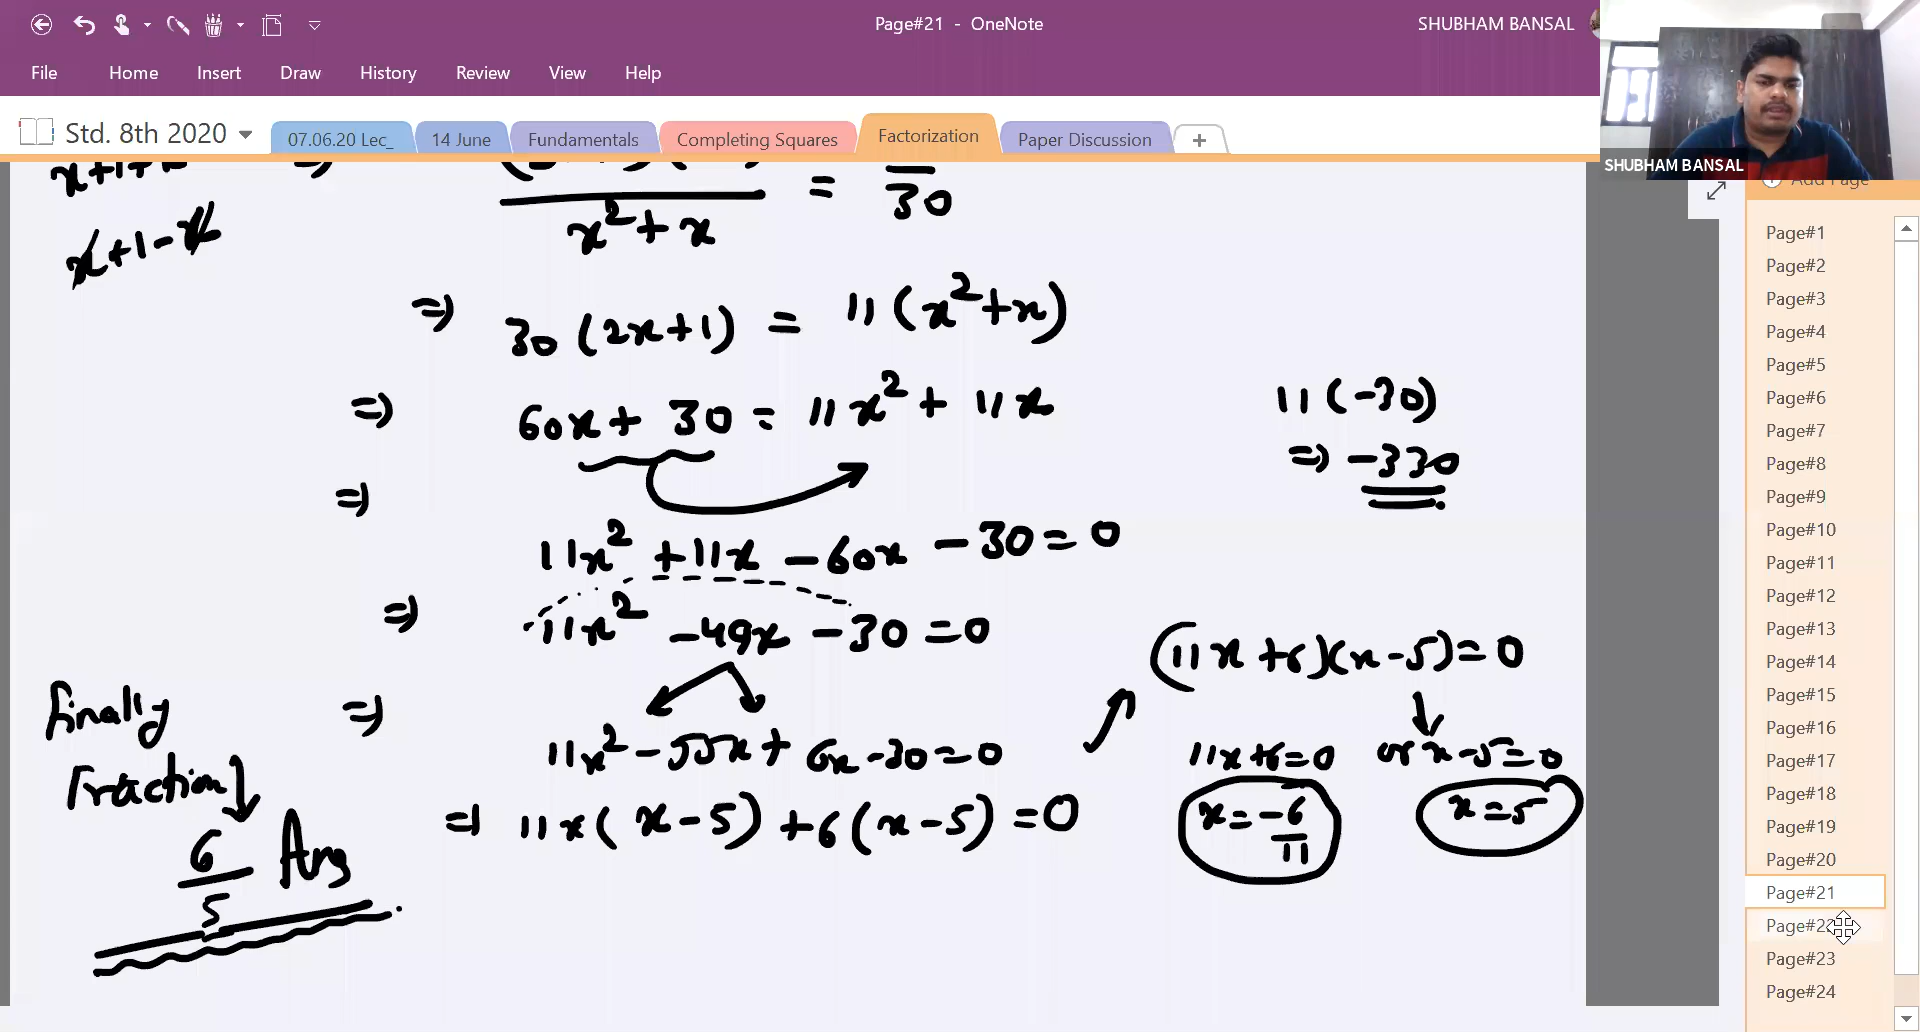 Page#21 - OneNote
SHUBHAM BANSAL
File Home Insert Draw History Review View Help
Std. 8th 2020
07.06.20 Lec_ 14 June Fundamentals Completing Squares Factorization Paper Discussion +
SHUBHAM BANSAL
Add Page
Page#1
Page#2
Page#3
Page#4
Page#5
Page#6
Page#7
Page#8
Page#9
Page#10
Page#11
Page#12
Page#13
Page#14
Page#15
Page#16
Page#17
Page#18
Page#19
Page#20
Page#21
Page#22
Page#23
Page#24
x+1+x ⇒
x+1-x
x²+x = 30
⇒ 30(2x+1) = 11(x²+x)
⇒ 60x+30 = 11x²+11x
⇒ 11x²+11x-60x-30=0
⇒ 11x²-49x-30=0
⇒ 11x²-55x+6x-30=0
⇒ 11x(x-5)+6(x-5)=0
11(-30)
⇒ -330
(11x+6)(x-5)=0
11x+6=0 or x-5=0
x=-6/11 x=5
Finally
Fraction
6/5 Ans